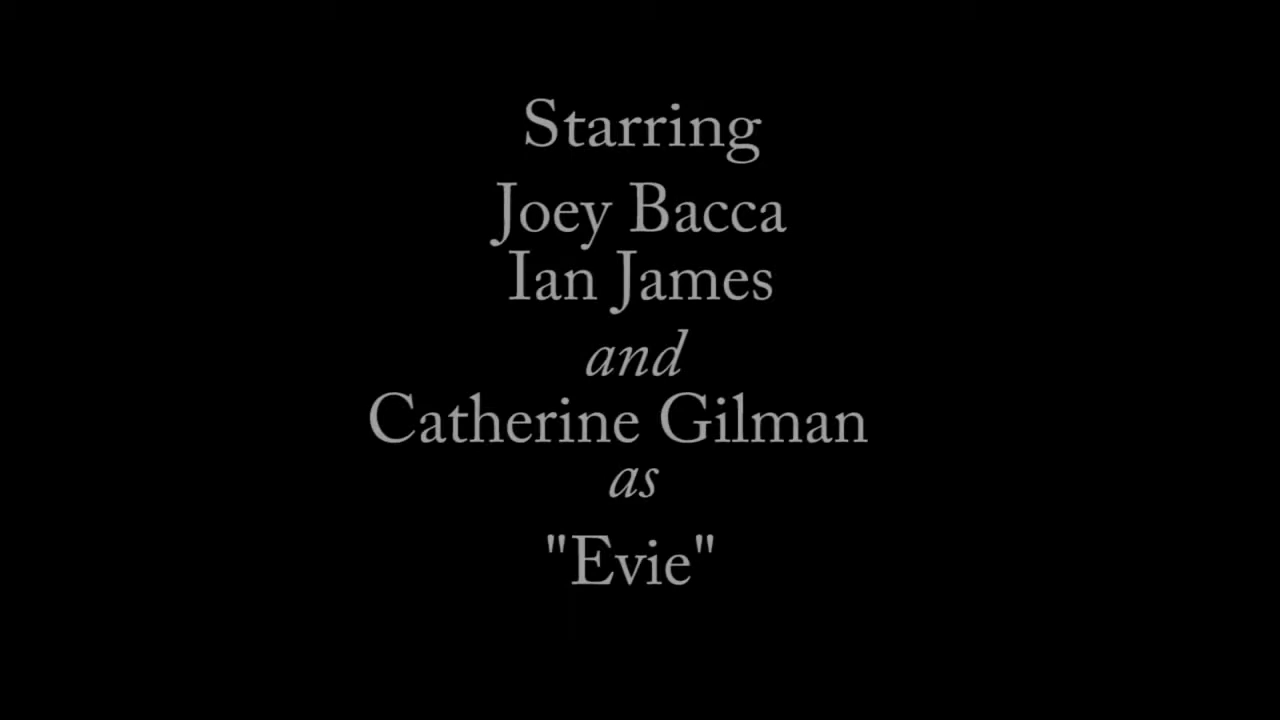 Starring
Joey Bacca
Ian James
and
Catherine Gilman
as
"Evie"